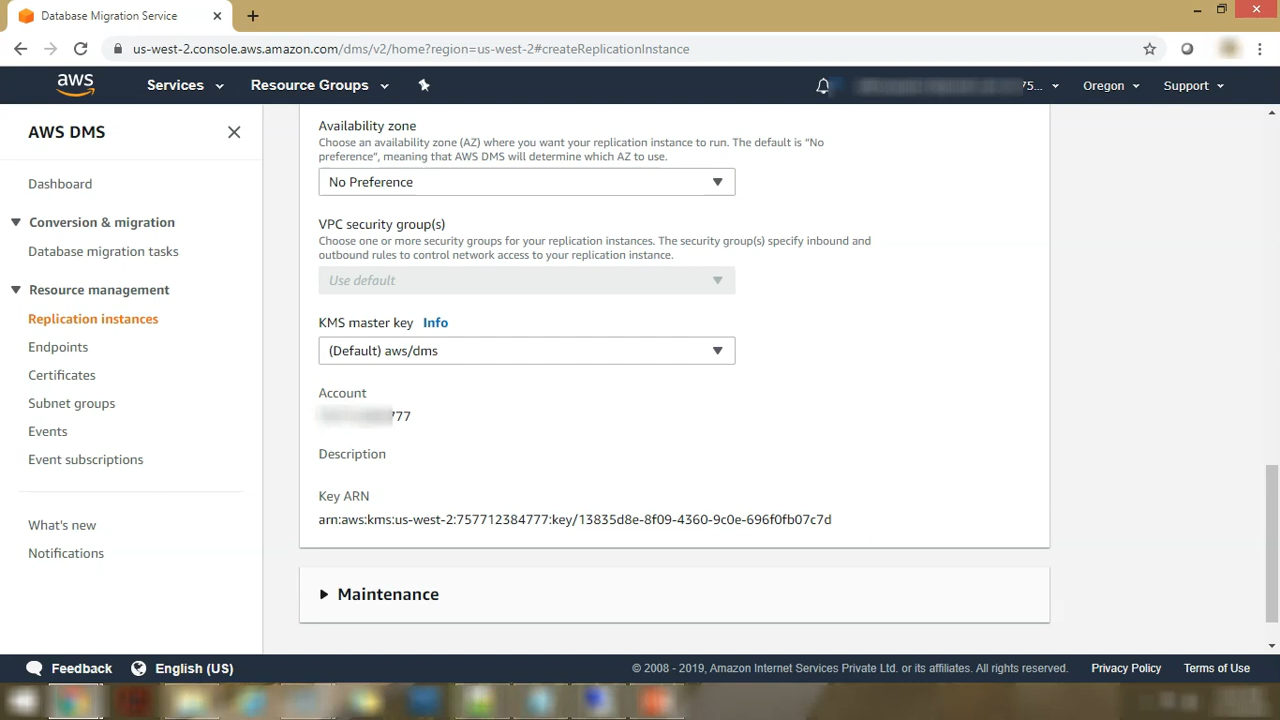 Database Migration Service
us-west-2.console.aws.amazon.com/dms/v2/home?region=us-west-2#createReplicationInstance
aws
Services
Resource Groups
75...
Oregon
Support
AWS DMS
Dashboard
Conversion & migration
Database migration tasks
Resource management
Replication instances
Endpoints
Certificates
Subnet groups
Events
Event subscriptions
What's new
Notifications
Availability zone
Choose an availability zone (AZ) where you want your replication instance to run. The default is “No
preference”, meaning that AWS DMS will determine which AZ to use.
No Preference
VPC security group(s)
Choose one or more security groups for your replication instances. The security group(s) specify inbound and
outbound rules to control network access to your replication instance.
Use default
KMS master key Info
(Default) aws/dms
Account
777
Description
Key ARN
arn:aws:kms:us-west-2:757712384777:key/13835d8e-8f09-4360-9c0e-696f0fb07c7d
Maintenance
Feedback
English (US)
© 2008 - 2019, Amazon Internet Services Private Ltd. or its affiliates. All rights reserved.
Privacy Policy
Terms of Use